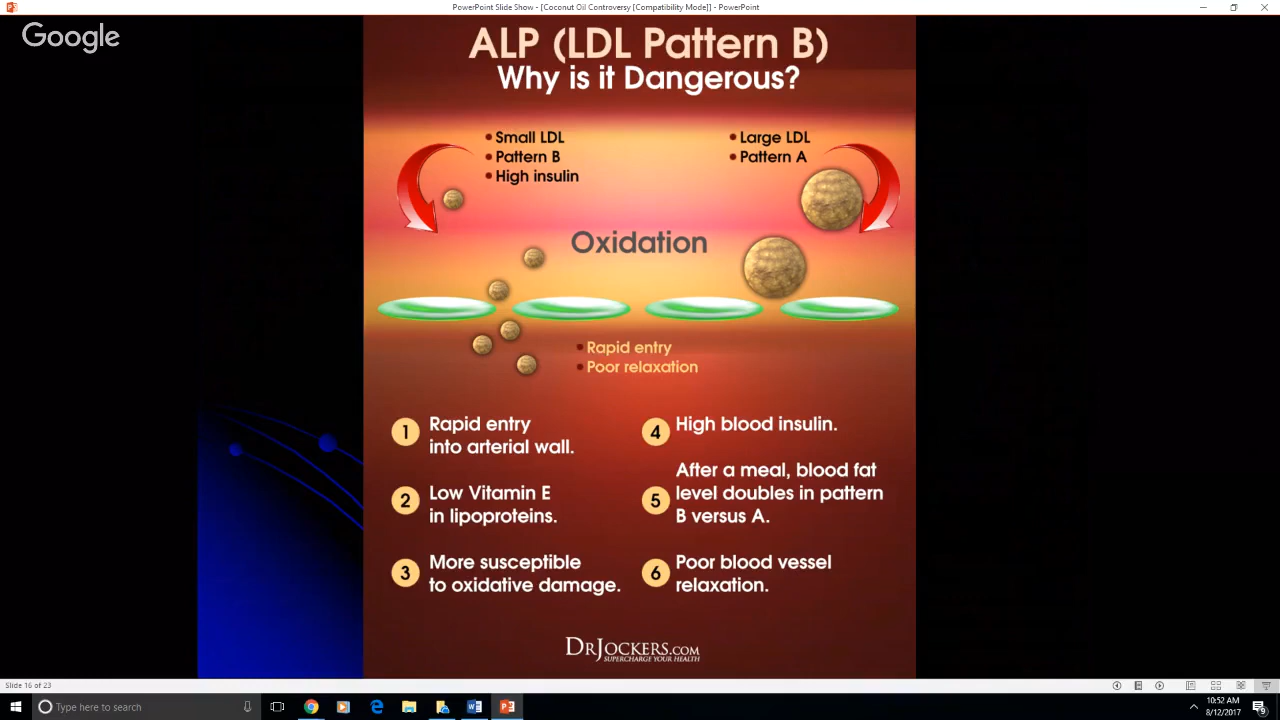 PowerPoint Slide Show - [Coconut Oil Controversy [Compatibility Mode]] - PowerPoint
Google
ALP (LDL Pattern B)
Why is it Dangerous?
• Small LDL
• Pattern B
• High insulin
• Large LDL
• Pattern A
Oxidation
• Rapid entry
• Poor relaxation
1 Rapid entry
into arterial wall.
2 Low Vitamin E
in lipoproteins.
3 More susceptible
to oxidative damage.
4 High blood insulin.
5 After a meal, blood fat
level doubles in pattern
B versus A.
6 Poor blood vessel
relaxation.
DrJockers.com
SUPERCHARGE YOUR HEALTH
Slide 16 of 23
Type here to search
10:52 AM
8/12/2017